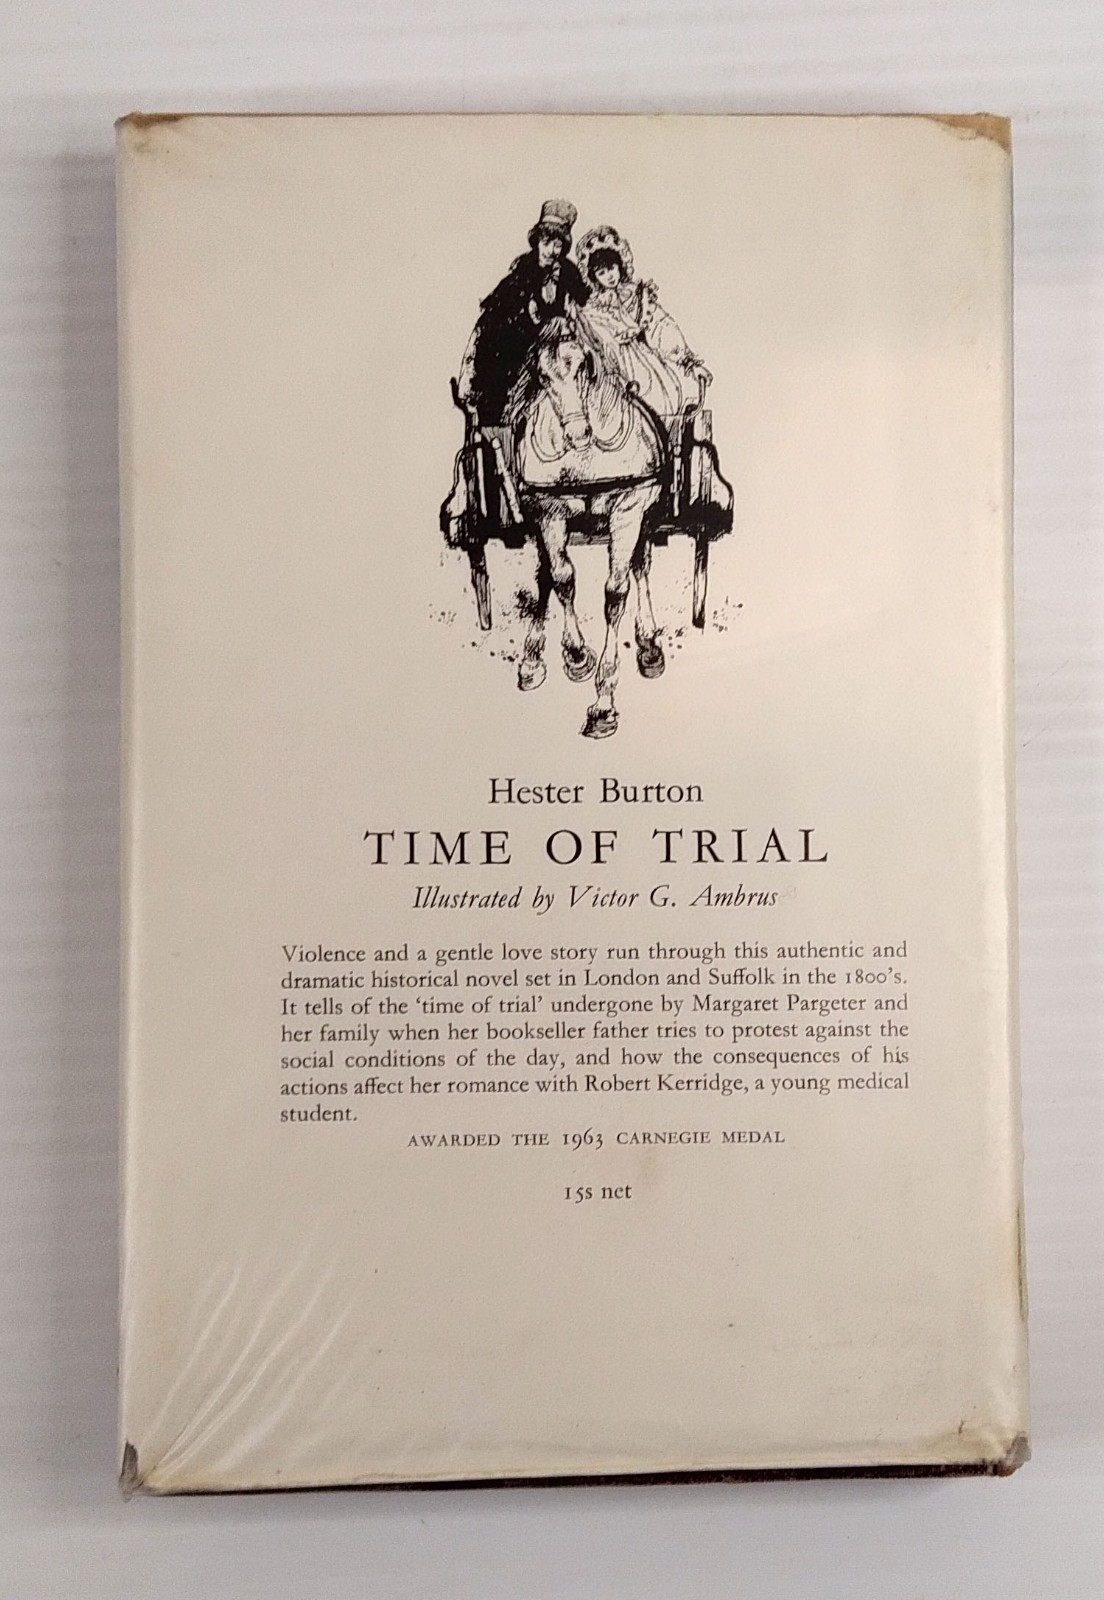 Hester Burton
TIME OF TRIAL
Illustrated by Victor G. Ambrus
Violence and a gentle love story run through this authentic and
dramatic historical novel set in London and Suffolk in the 1800's.
It tells of the ‘time of trial’ undergone by Margaret Pargeter and
her family when her bookseller father tries to protest against the
social conditions of the day, and how the consequences of his
actions affect her romance with Robert Kerridge, a young medical
student.
AWARDED THE 1963 CARNEGIE MEDAL
15s net